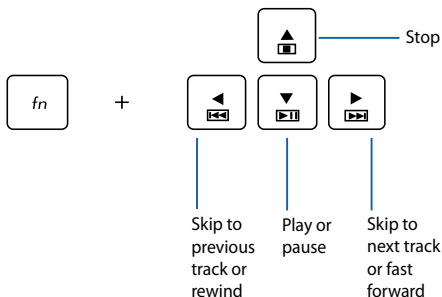 Stop
fn
+
Skip to
previous
track or
rewind
Play or
pause
Skip to
next track
or fast
forward